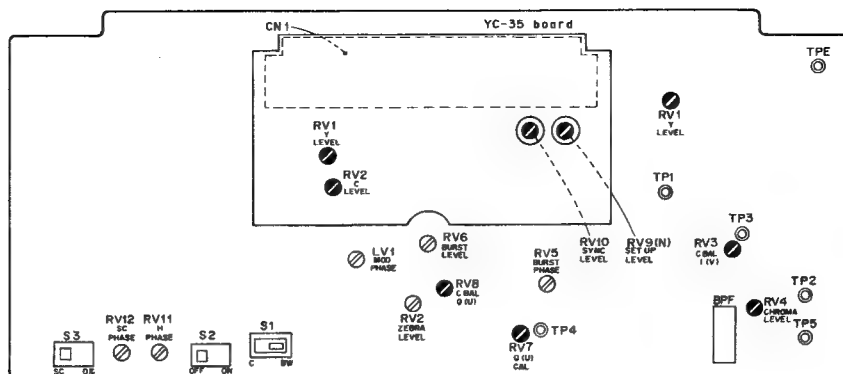 CN1
YC-35 board
TPE
RV1
Y
LEVEL
RV2
C
LEVEL
RV1
Y
LEVEL
TP1
TP3
RV6
BURST
LEVEL
LV1
MOD
PHASE
RV5
BURST
PHASE
RV10
SYNC
LEVEL
RV9(N)
SET UP
LEVEL
RV3
C BAL
I (V)
RV8
C BAL
Q (U)
RV2
ZEBRA
LEVEL
TP2
BPF
RV4
CHROMA
LEVEL
TP5
TP4
RV7
Q (U)
CAL
S3
SC
RV12
SC
PHASE
RV11
H
PHASE
S2
OFF ON
S1
C BW